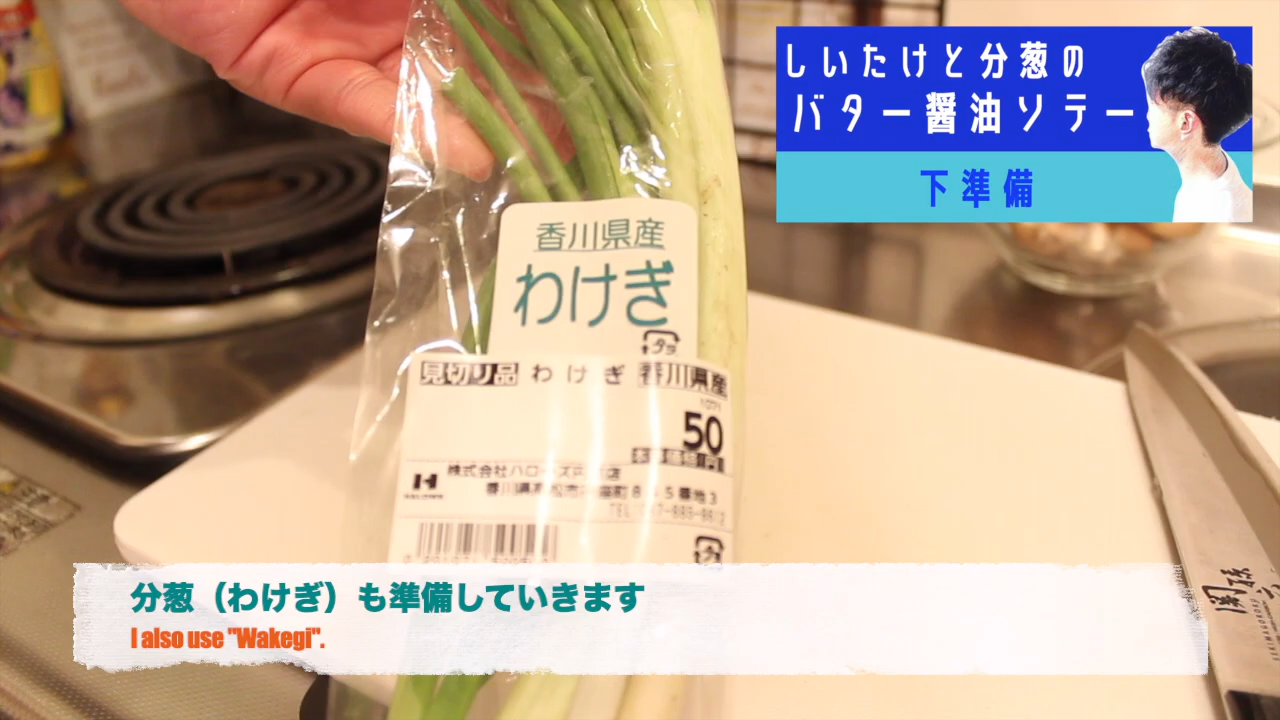 しいたけと分葱の
バター醤油ソテー
下準備
香川県産
わけぎ
見切り品 わけぎ 香川県産
50
株式会社ハローズ
分葱（わけぎ）も準備していきます
I also use "Wakegi".
関孫六